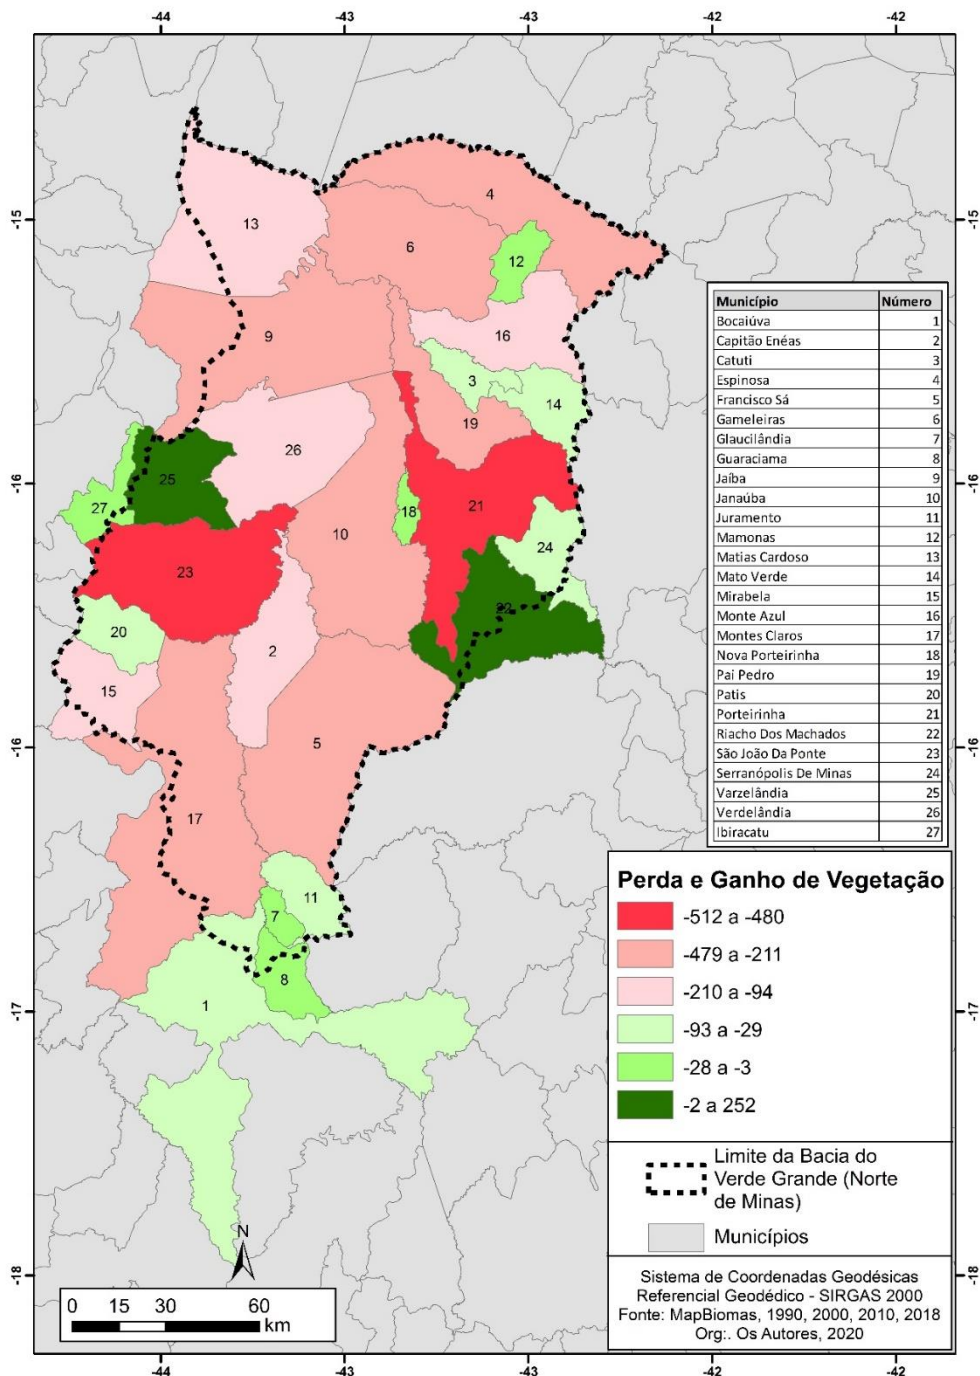 -44 -43 -43 -42 -42
-15
-16
-16
-17
-18
-15
-16
-16
-17
-18
13
4
6
12
9
16
3
14
19
26
25
27
18
21
10
24
23
22
20
2
15
5
17
11
7
8
1
Município Número
Bocaiúva 1
Capitão Enéas 2
Catuti 3
Espinosa 4
Francisco Sá 5
Gameleiras 6
Glaucilândia 7
Guaraciama 8
Jaíba 9
Janaúba 10
Juramento 11
Mamonas 12
Matias Cardoso 13
Mato Verde 14
Mirabela 15
Monte Azul 16
Montes Claros 17
Nova Porteirinha 18
Pai Pedro 19
Patis 20
Porteirinha 21
Riacho Dos Machados 22
São João Da Ponte 23
Serranópolis De Minas 24
Varzelândia 25
Verdelândia 26
Ibiracatu 27
Perda e Ganho de Vegetação
-512 a -480
-479 a -211
-210 a -94
-93 a -29
-28 a -3
-2 a 252
Limite da Bacia do
Verde Grande (Norte
de Minas)
Municípios
Sistema de Coordenadas Geodésicas
Referencial Geodédico - SIRGAS 2000
Fonte: MapBiomas, 1990, 2000, 2010, 2018
Org:. Os Autores, 2020
N
0 15 30 60
km
-44 -43 -43 -42 -42